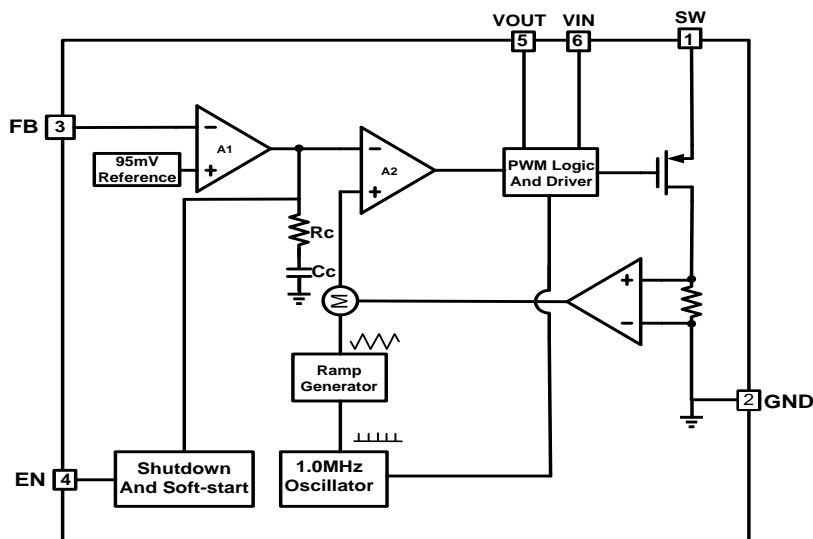 VOUT VIN SW
5 6 1
FB 3
−
+
A1
95mV
Reference
−
+
A2
PWM Logic
And Driver
Rc
Cc
M
+
−
Ramp
Generator
2 GND
EN 4
Shutdown
And Soft-start
1.0MHz
Oscillator